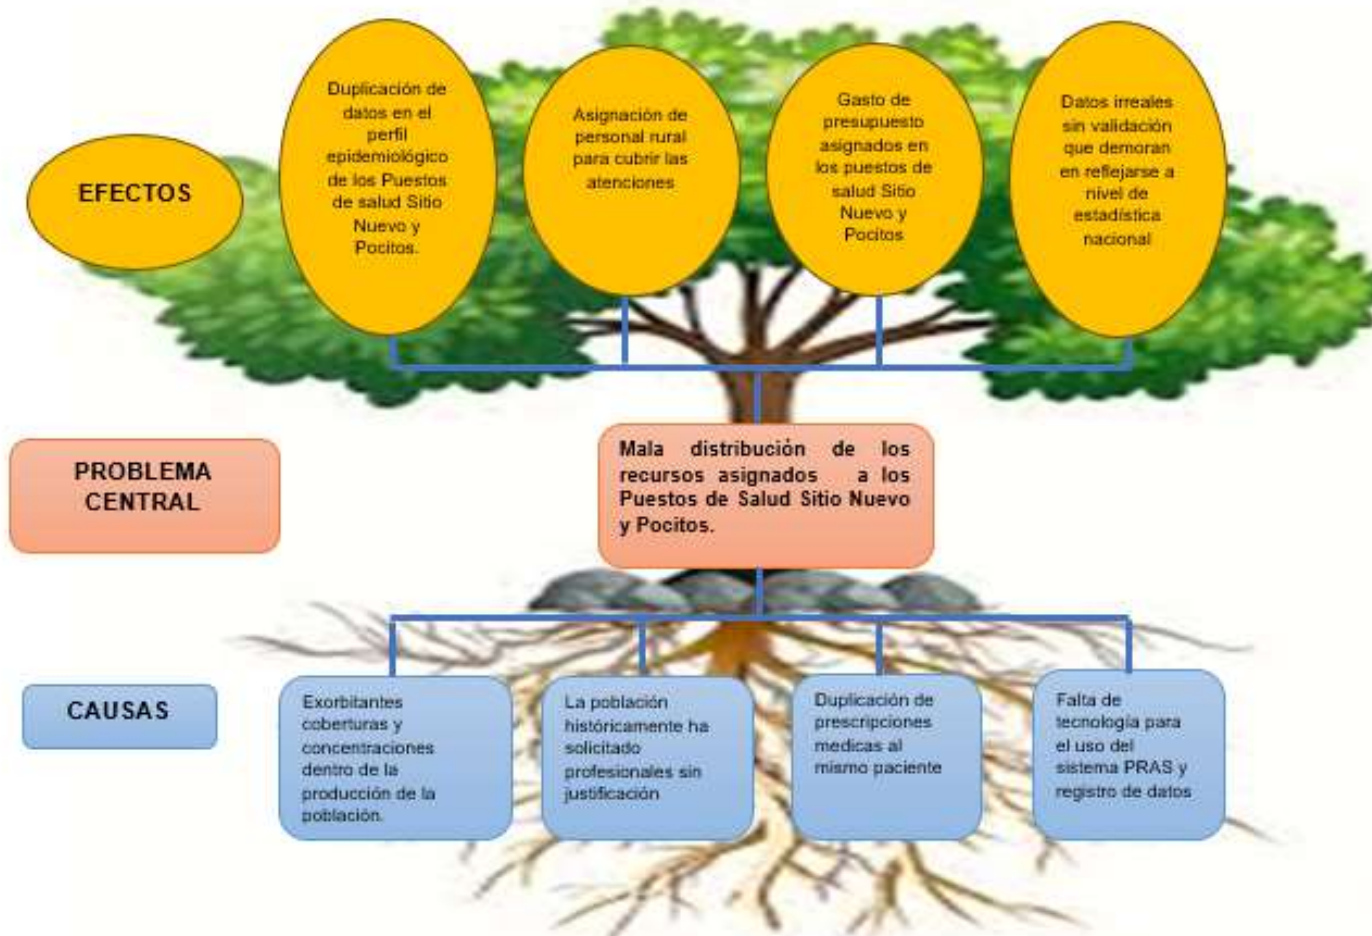 EFECTOS
Duplicación de
datos en el
perfil
epidemiológico
de los Puestos
de salud Sitio
Nuevo y
Pocitos.
Asignación de
personal rural
para cubrir las
atenciones
Gasto de
presupuesto
asignados en
los puestos de
salud Sitio
Nuevo y
Pocitos
Datos irreales
sin validación
que demoran
en reflejarse a
nivel de
estadística
nacional
PROBLEMA
CENTRAL
Mala distribución de los
recursos asignados a los
Puestos de Salud Sitio Nuevo
y Pocitos.
CAUSAS
Exorbitantes
coberturas y
concentraciones
dentro de la
producción de la
población.
La población
históricamente ha
solicitado
profesionales sin
justificación
Duplicación de
prescripciones
medicas al
mismo paciente
Falta de
tecnología para
el uso del
sistema PRAS y
registro de datos